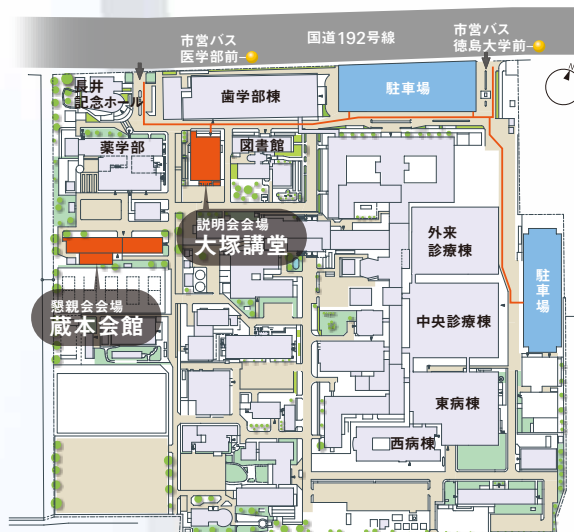 市営バス
医学部前
国道192号線
市営バス
徳島大学前
N
長井
記念ホール
歯学部棟
駐車場
薬学部
図書館
説明会会場
大塚講堂
外来
診療棟
駐車場
懇親会会場
蔵本会館
中央診療棟
東病棟
西病棟